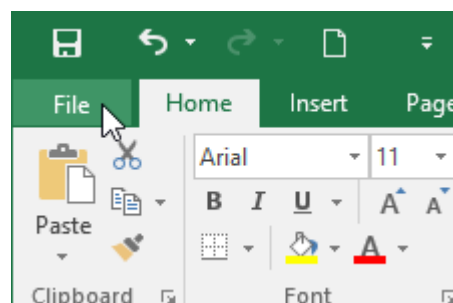 File Home Insert Page
Arial 11
B I U A A
Paste A
Clipboard Font